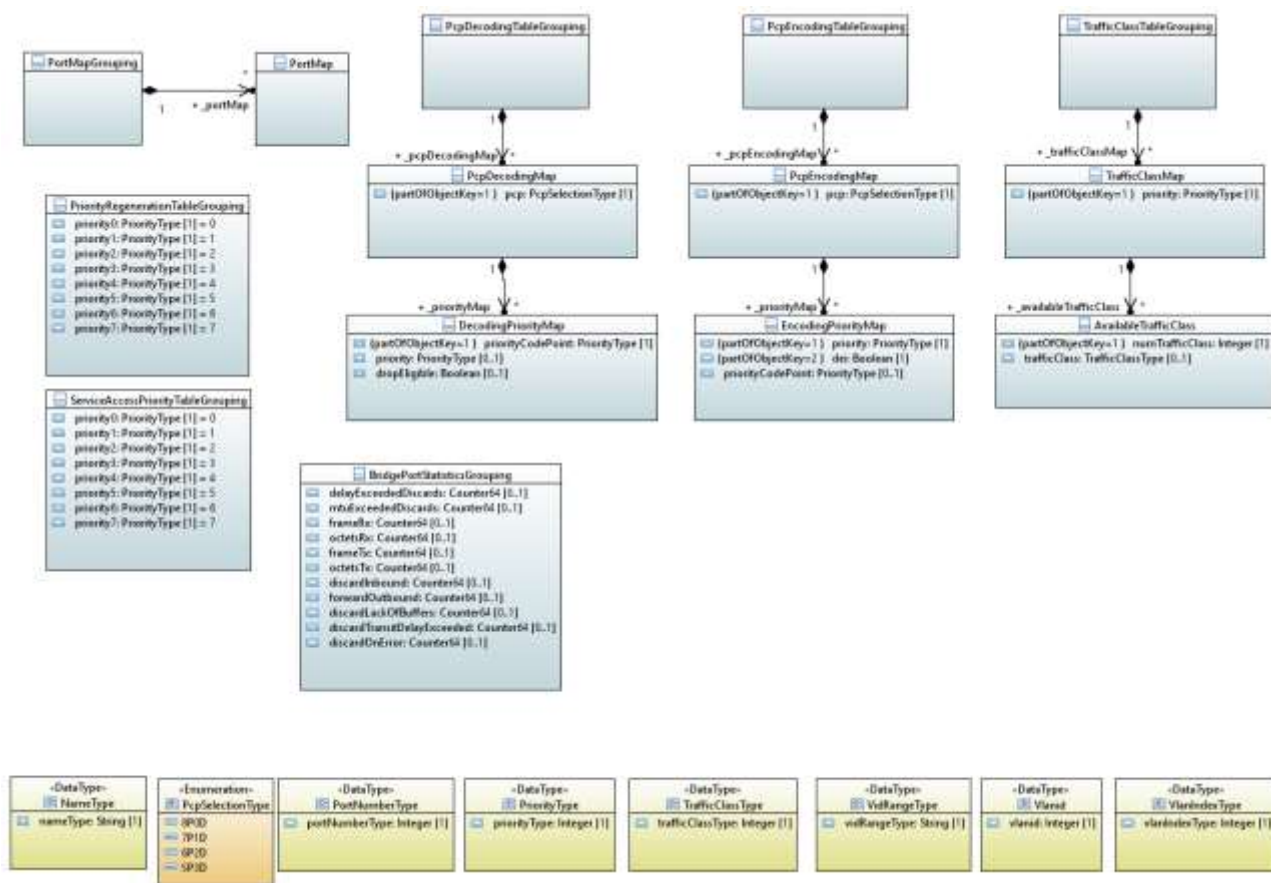 PcpDecodingTableGrouping
PcpEncodingTableGrouping
TrafficClassTableGrouping
PortMapGrouping
PortMap
*
1
+ _portMap
1
+ _pcpDecodingMap
*
1
+ _pcpEncodingMap
*
1
+ _trafficClassMap
*
PcpDecodingMap
{partOfObjectKey=1 } pcp: PcpSelectionType [1]
PcpEncodingMap
{partOfObjectKey=1 } pcp: PcpSelectionType [1]
TrafficClassMap
{partOfObjectKey=1 } priority: PriorityType [1]
PriorityRegenerationTableGrouping
priority0: PriorityType [1] = 0
priority1: PriorityType [1] = 1
priority2: PriorityType [1] = 2
priority3: PriorityType [1] = 3
priority4: PriorityType [1] = 4
priority5: PriorityType [1] = 5
priority6: PriorityType [1] = 6
priority7: PriorityType [1] = 7
1
+ _priorityMap
*
1
+ _priorityMap
*
1
+ _availableTrafficClass
*
DecodingPriorityMap
{partOfObjectKey=1 } priorityCodePoint: PriorityType [1]
priority: PriorityType [0..1]
dropEligible: Boolean [0..1]
EncodingPriorityMap
{partOfObjectKey=1 } priority: PriorityType [1]
{partOfObjectKey=2 } dei: Boolean [1]
priorityCodePoint: PriorityType [0..1]
AvailableTrafficClass
{partOfObjectKey=1 } numTrafficClass: Integer [1]
trafficClass: TrafficClassType [0..1]
ServiceAccessPriorityTableGrouping
priority0: PriorityType [1] = 0
priority1: PriorityType [1] = 1
priority2: PriorityType [1] = 2
priority3: PriorityType [1] = 3
priority4: PriorityType [1] = 4
priority5: PriorityType [1] = 5
priority6: PriorityType [1] = 6
priority7: PriorityType [1] = 7
BridgePortStatisticsGrouping
delayExceededDiscards: Counter64 [0..1]
mtuExceededDiscards: Counter64 [0..1]
frameRx: Counter64 [0..1]
octetsRx: Counter64 [0..1]
frameTx: Counter64 [0..1]
octetsTx: Counter64 [0..1]
discardInbound: Counter64 [0..1]
forwardOutbound: Counter64 [0..1]
discardLackOfBuffers: Counter64 [0..1]
discardTransitDelayExceeded: Counter64 [0..1]
discardOnError: Counter64 [0..1]
«DataType»
NameType
nameType: String [1]
«Enumeration»
PcpSelectionType
8P0D
7P1D
6P2D
5P3D
«DataType»
PortNumberType
portNumberType: Integer [1]
«DataType»
PriorityType
priorityType: Integer [1]
«DataType»
TrafficClassType
trafficClassType: Integer [1]
«DataType»
VidRangeType
vidRangeType: String [1]
«DataType»
Vlanid
vlanid: Integer [1]
«DataType»
VlanIndexType
vlanIndexType: Integer [1]